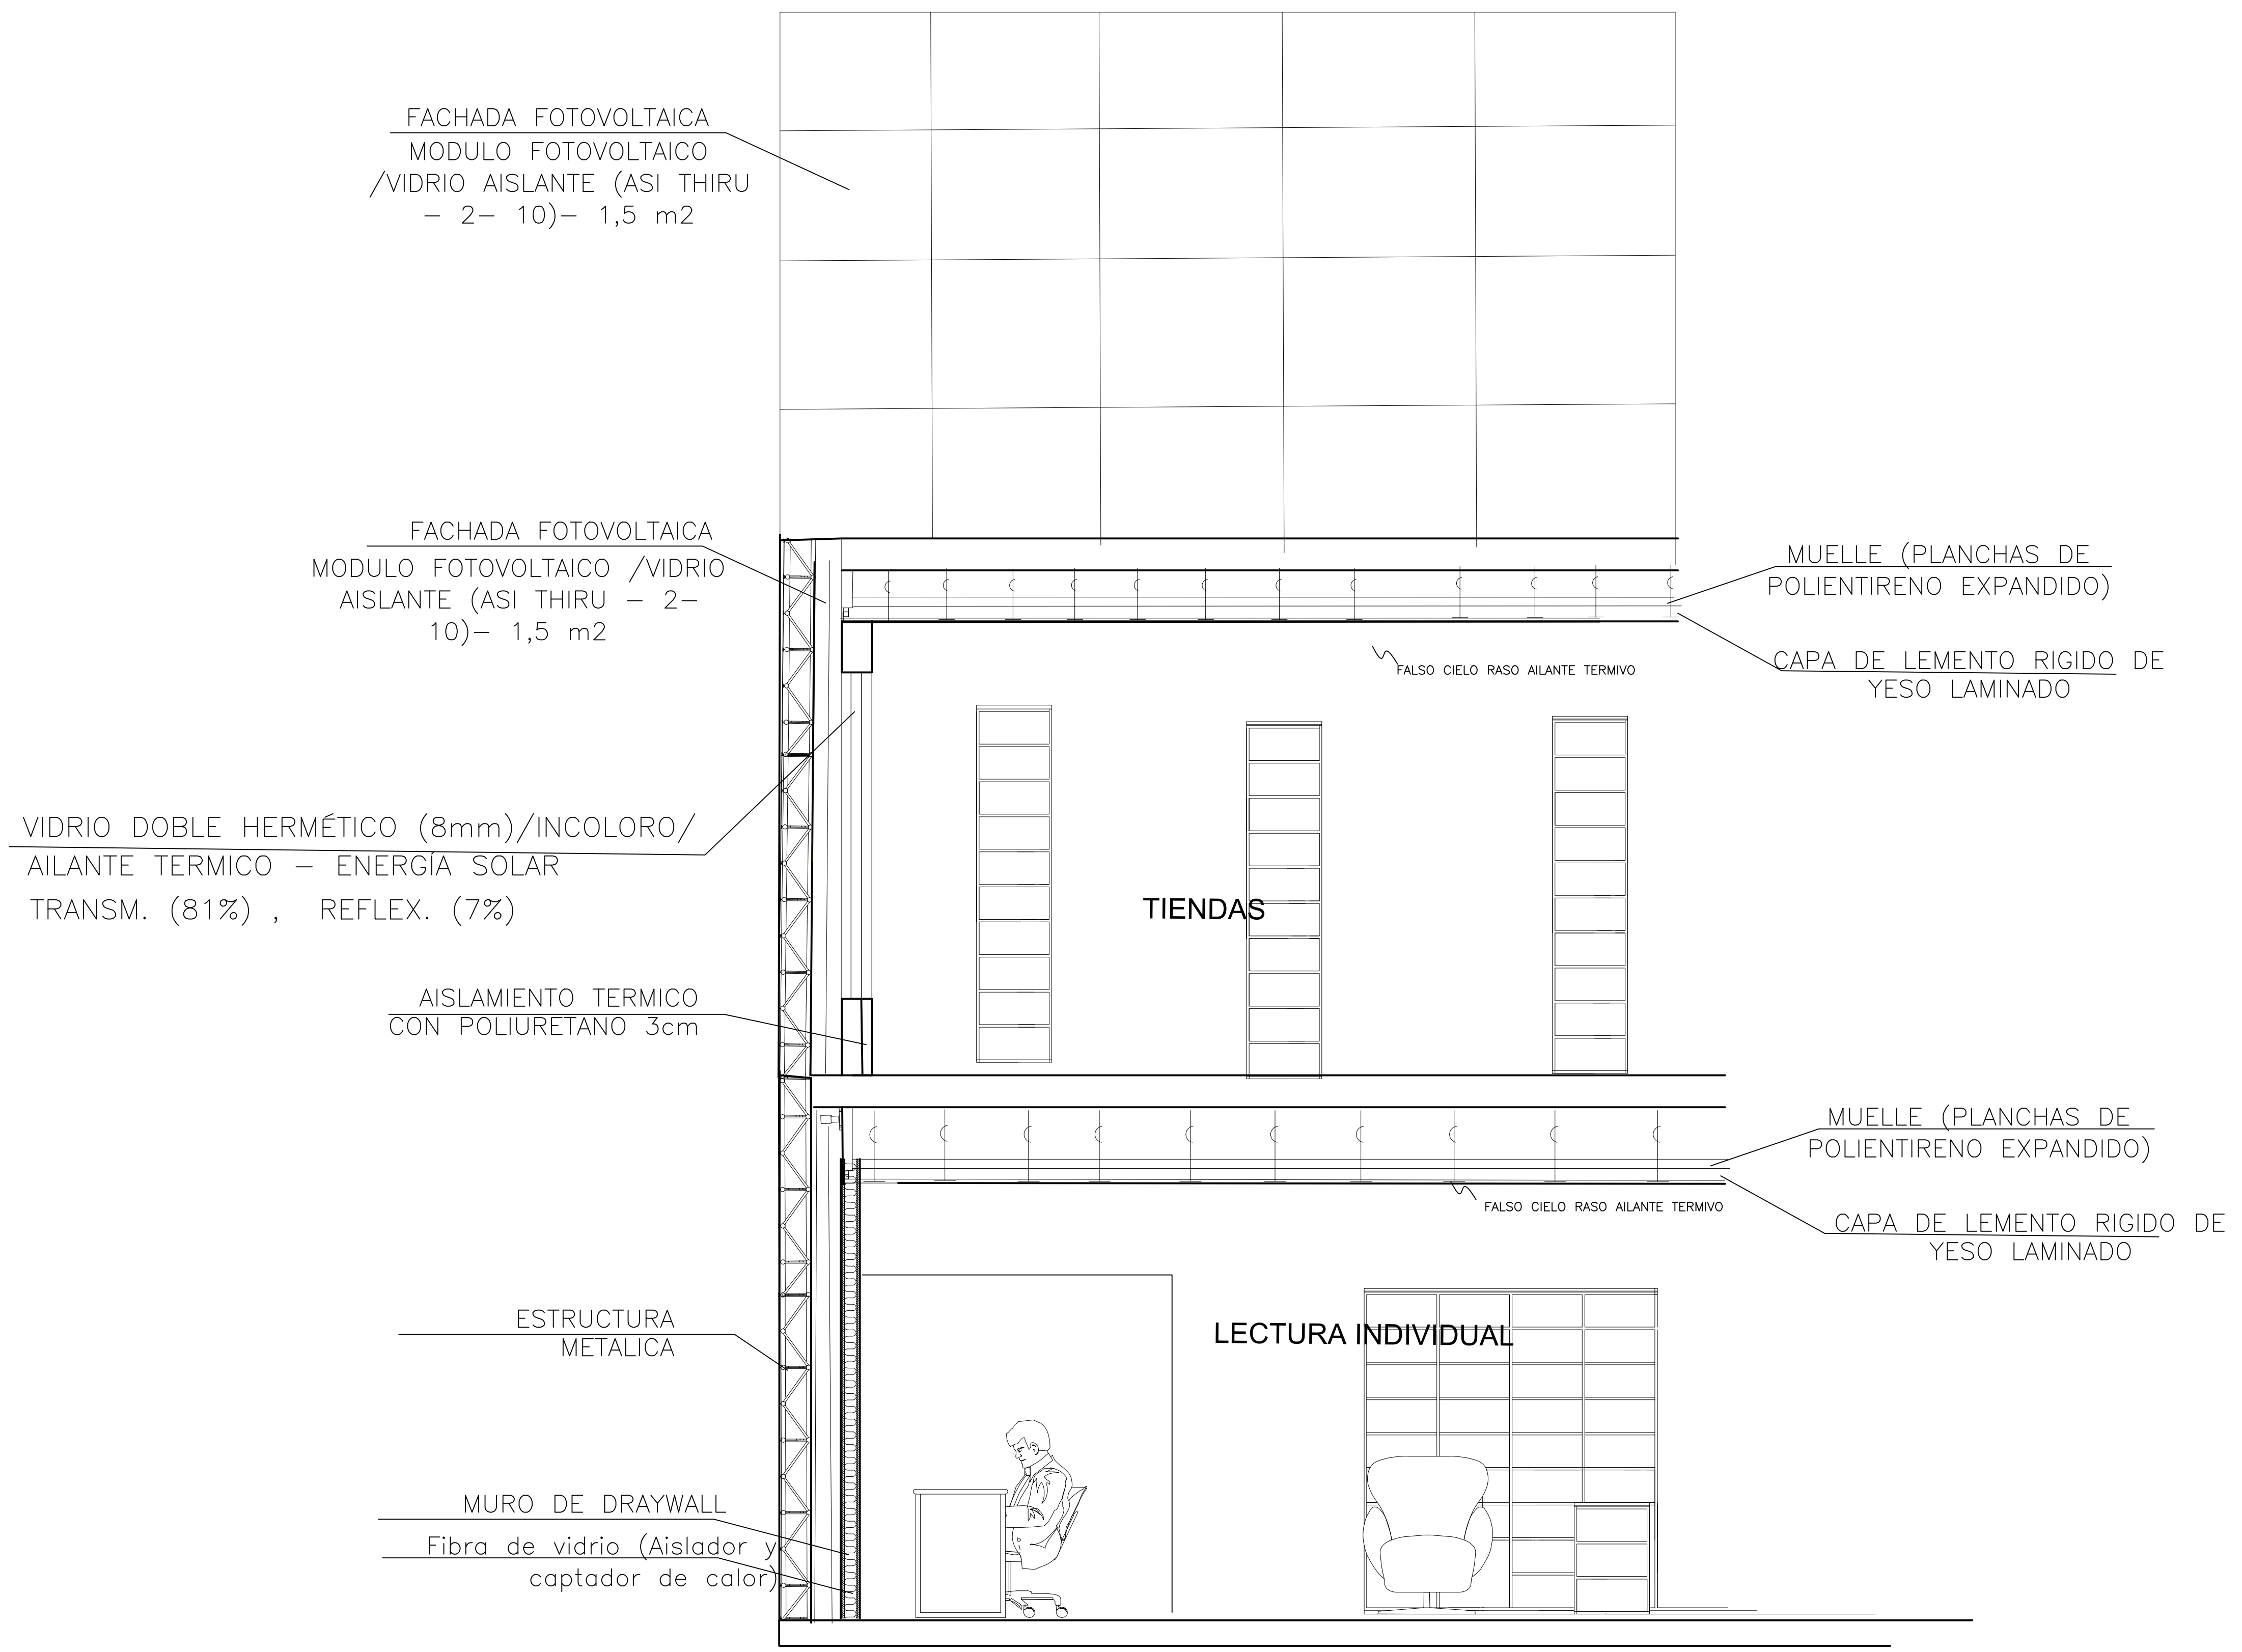 FACHADA FOTOVOLTAICA
MODULO FOTOVOLTAICO
/VIDRIO AISLANTE (ASI THIRU
- 2- 10)- 1,5 m2
FACHADA FOTOVOLTAICA
MODULO FOTOVOLTAICO /VIDRIO
AISLANTE (ASI THIRU - 2-
10)- 1,5 m2
MUELLE (PLANCHAS DE
POLIENTIRENO EXPANDIDO)
CAPA DE LEMENTO RIGIDO DE
YESO LAMINADO
FALSO CIELO RASO AILANTE TERMIVO
VIDRIO DOBLE HERMÉTICO (8mm)/INCOLORO/
AILANTE TERMICO - ENERGÍA SOLAR
TRANSM. (81%) , REFLEX. (7%)
TIENDAS
AISLAMIENTO TERMICO
CON POLIURETANO 3cm
MUELLE (PLANCHAS DE
POLIENTIRENO EXPANDIDO)
FALSO CIELO RASO AILANTE TERMIVO
CAPA DE LEMENTO RIGIDO DE
YESO LAMINADO
ESTRUCTURA
METALICA
LECTURA INDIVIDUAL
MURO DE DRAYWALL
Fibra de vidrio (Aislador y
captador de calor)